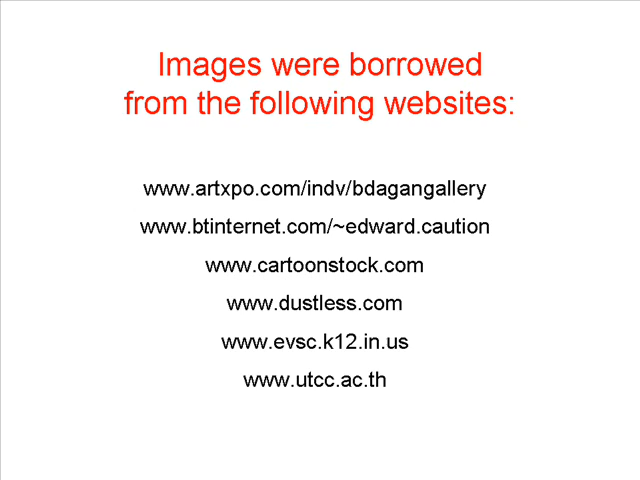 Images were borrowed
from the following websites:
www.artxpo.com/indv/bdagangallery
www.btinternet.com/~edward.caution
www.cartoonstock.com
www.dustless.com
www.evsc.k12.in.us
www.utcc.ac.th